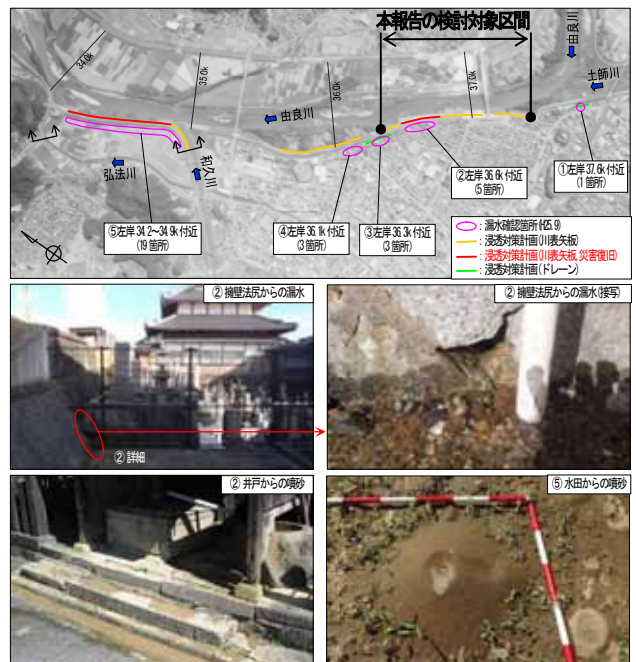 本報告の検討対象区間
由良川
土師川
34.0k
35.0k
36.0k
37.0k
由良川
和久川
弘法川
①左岸37.6k付近
(1箇所)
②左岸36.6k付近
(5箇所)
③左岸36.3k付近
(3箇所)
④左岸36.1k付近
(3箇所)
⑤左岸34.2～34.9k付近
(19箇所)
：漏水確認箇所(H25.9)
：浸透対策計画(川表矢板)
：浸透対策計画(川表矢板,災害復旧)
：浸透対策計画(ドレーン)
② 擁壁法尻からの漏水
② 詳細
② 擁壁法尻からの漏水(接写)
② 井戸からの噴砂
⑤ 水田からの噴砂